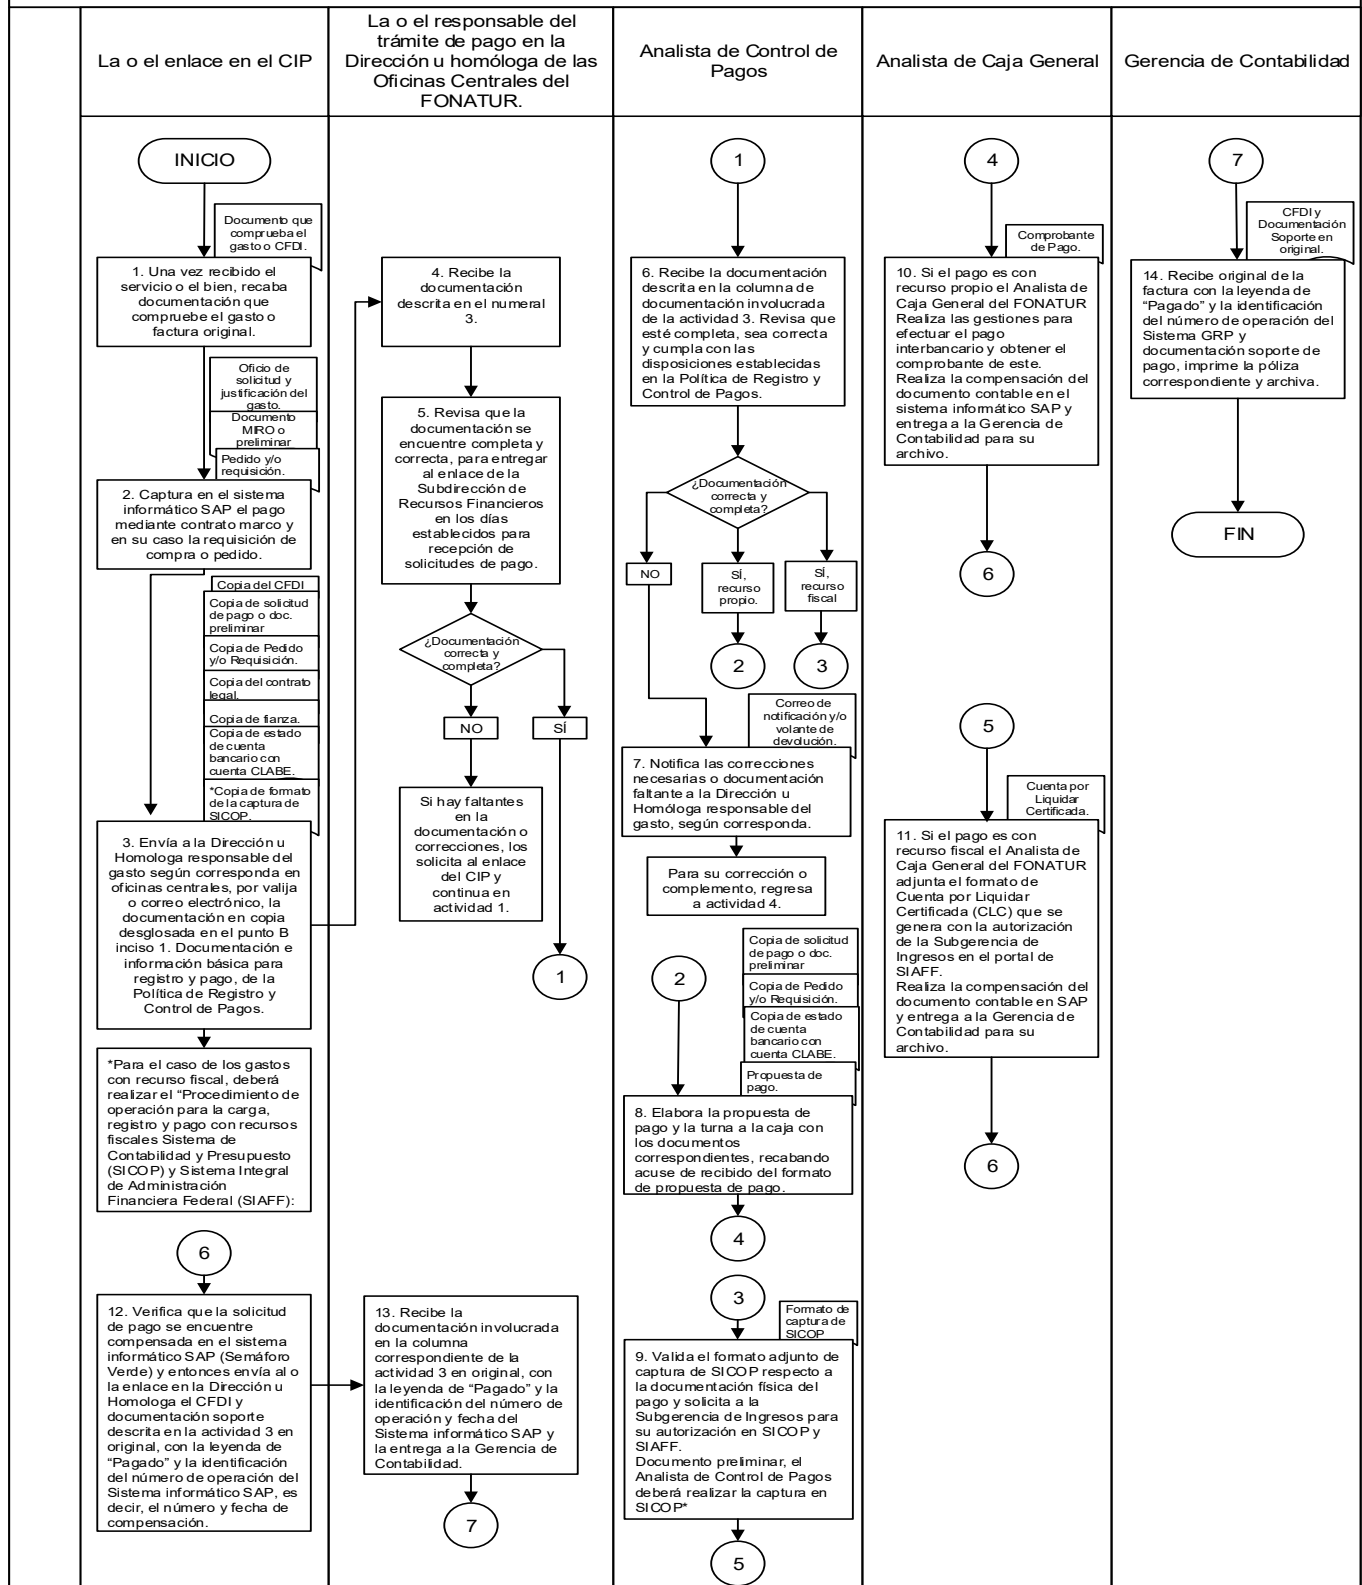 La o el enlace en el CIP
La o el responsable del
trámite de pago en la
Dirección u homóloga de las
Oficinas Centrales del
FONATUR.
Analista de Control de
Pagos
Analista de Caja General
Gerencia de Contabilidad
INICIO
Documento que
comprueba el
gasto o CFDI.
1. Una vez recibido el
servicio o el bien, recaba
documentación que
compruebe el gasto o
factura original.
Oficio de
solicitud y
justificación del
gasto.
Documento
MIRO o
preliminar
Pedido y/o
requisición.
2. Captura en el sistema
informático SAP el pago
mediante contrato marco y
en su caso la requisición de
compra o pedido.
Copia del CFDI
Copia de solicitud
de pago o doc.
preliminar
Copia de Pedido
y/o Requisición.
Copia del contrato
legal.
Copia de fianza.
Copia de estado
de cuenta
bancario con
cuenta CLABE.
*Copia de formato
de la captura de
SICOP.
3. Envía a la Dirección u
Homologa responsable del
gasto según corresponda en
oficinas centrales, por valija
o correo electrónico, la
documentación en copia
desglosada en el punto B
inciso 1. Documentación e
información básica para
registro y pago, de la
Política de Registro y
Control de Pagos.
*Para el caso de los gastos
con recurso fiscal, deberá
realizar el “Procedimiento de
operación para la carga,
registro y pago con recursos
fiscales Sistema de
Contabilidad y Presupuesto
(SICOP) y Sistema Integral
de Administración
Financiera Federal (SIAFF):
6
12. Verifica que la solicitud
de pago se encuentre
compensada en el sistema
informático SAP (Semáforo
Verde) y entonces envía al o
la enlace en la Dirección u
Homologa el CFDI y
documentación soporte
descrita en la actividad 3 en
original, con la leyenda de
“Pagado” y la identificación
del número de operación del
Sistema informático SAP, es
decir, el número y fecha de
compensación.
4. Recibe la
documentación
descrita en el numeral
3.
5. Revisa que la
documentación se
encuentre completa y
correcta, para entregar
al enlace de la
Subdirección de
Recursos Financieros
en los días
establecidos para
recepción de
solicitudes de pago.
¿Documentación
correcta y
completa?
NO
SÍ
Si hay faltantes
en la
documentación o
correcciones, los
solicita al enlace
del CIP y
continua en
actividad 1.
1
13. Recibe la
documentación involucrada
en la columna
correspondiente de la
actividad 3 en original, con
la leyenda de “Pagado” y la
identificación del número de
operación y fecha del
Sistema informático SAP y
la entrega a la Gerencia de
Contabilidad.
7
1
6. Recibe la documentación
descrita en la columna de
documentación involucrada
de la actividad 3. Revisa que
esté completa, sea correcta
y cumpla con las
disposiciones establecidas
en la Política de Registro y
Control de Pagos.
¿Documentación
correcta y
completa?
NO
SÍ,
recurso
propio.
SÍ,
recurso
fiscal
2
3
Correo de
notificación y/o
volante de
devolución.
7. Notifica las correcciones
necesarias o documentación
faltante a la Dirección u
Homóloga responsable del
gasto, según corresponda.
Para su corrección o
complemento, regresa
a actividad 4.
2
Copia de solicitud
de pago o doc.
preliminar
Copia de Pedido
y/o Requisición.
Copia de estado
de cuenta
bancario con
cuenta CLABE.
Propuesta de
pago.
8. Elabora la propuesta de
pago y la turna a la caja con
los documentos
correspondientes, recabando
acuse de recibido del formato
de propuesta de pago.
4
3
Formato de
captura de
SICOP
9. Valida el formato adjunto de
captura de SICOP respecto a
la documentación física del
pago y solicita a la
Subgerencia de Ingresos para
su autorización en SICOP y
SIAFF.
Documento preliminar, el
Analista de Control de Pagos
deberá realizar la captura en
SICOP*
5
4
Comprobante
de Pago.
10. Si el pago es con
recurso propio el Analista de
Caja General del FONATUR
Realiza las gestiones para
efectuar el pago
interbancario y obtener el
comprobante de este.
Realiza la compensación del
documento contable en el
sistema informático SAP y
entrega a la Gerencia de
Contabilidad para su
archivo.
6
5
Cuenta por
Liquidar
Certificada.
11. Si el pago es con
recurso fiscal el Analista de
Caja General del FONATUR
adjunta el formato de
Cuenta por Liquidar
Certificada (CLC) que se
genera con la autorización
de la Subgerencia de
Ingresos en el portal de
SIAFF.
Realiza la compensación del
documento contable en SAP
y entrega a la Gerencia de
Contabilidad para su
archivo.
6
7
CFDI y
Documentación
Soporte en
original.
14. Recibe original de la
factura con la leyenda de
“Pagado” y la identificación
del número de operación del
Sistema GRP y
documentación soporte de
pago, imprime la póliza
correspondiente y archiva.
FIN